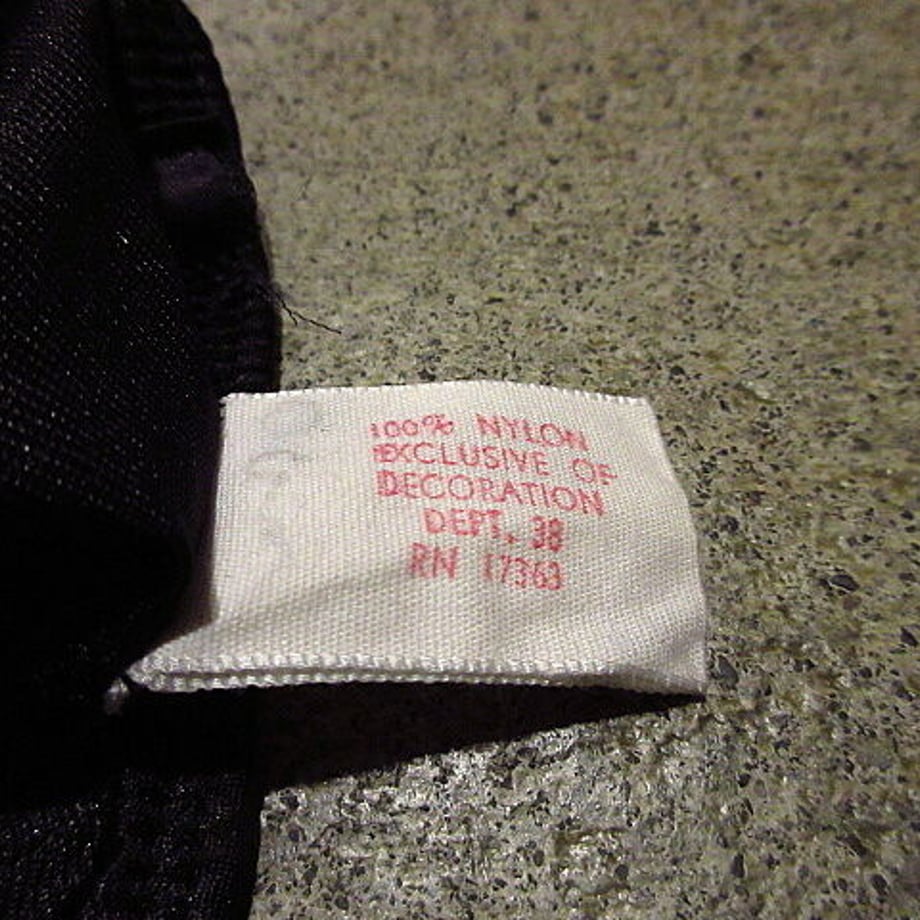 100% NYLON
EXCLUSIVE OF
DECORATION
DEPT. 38
RN 17363